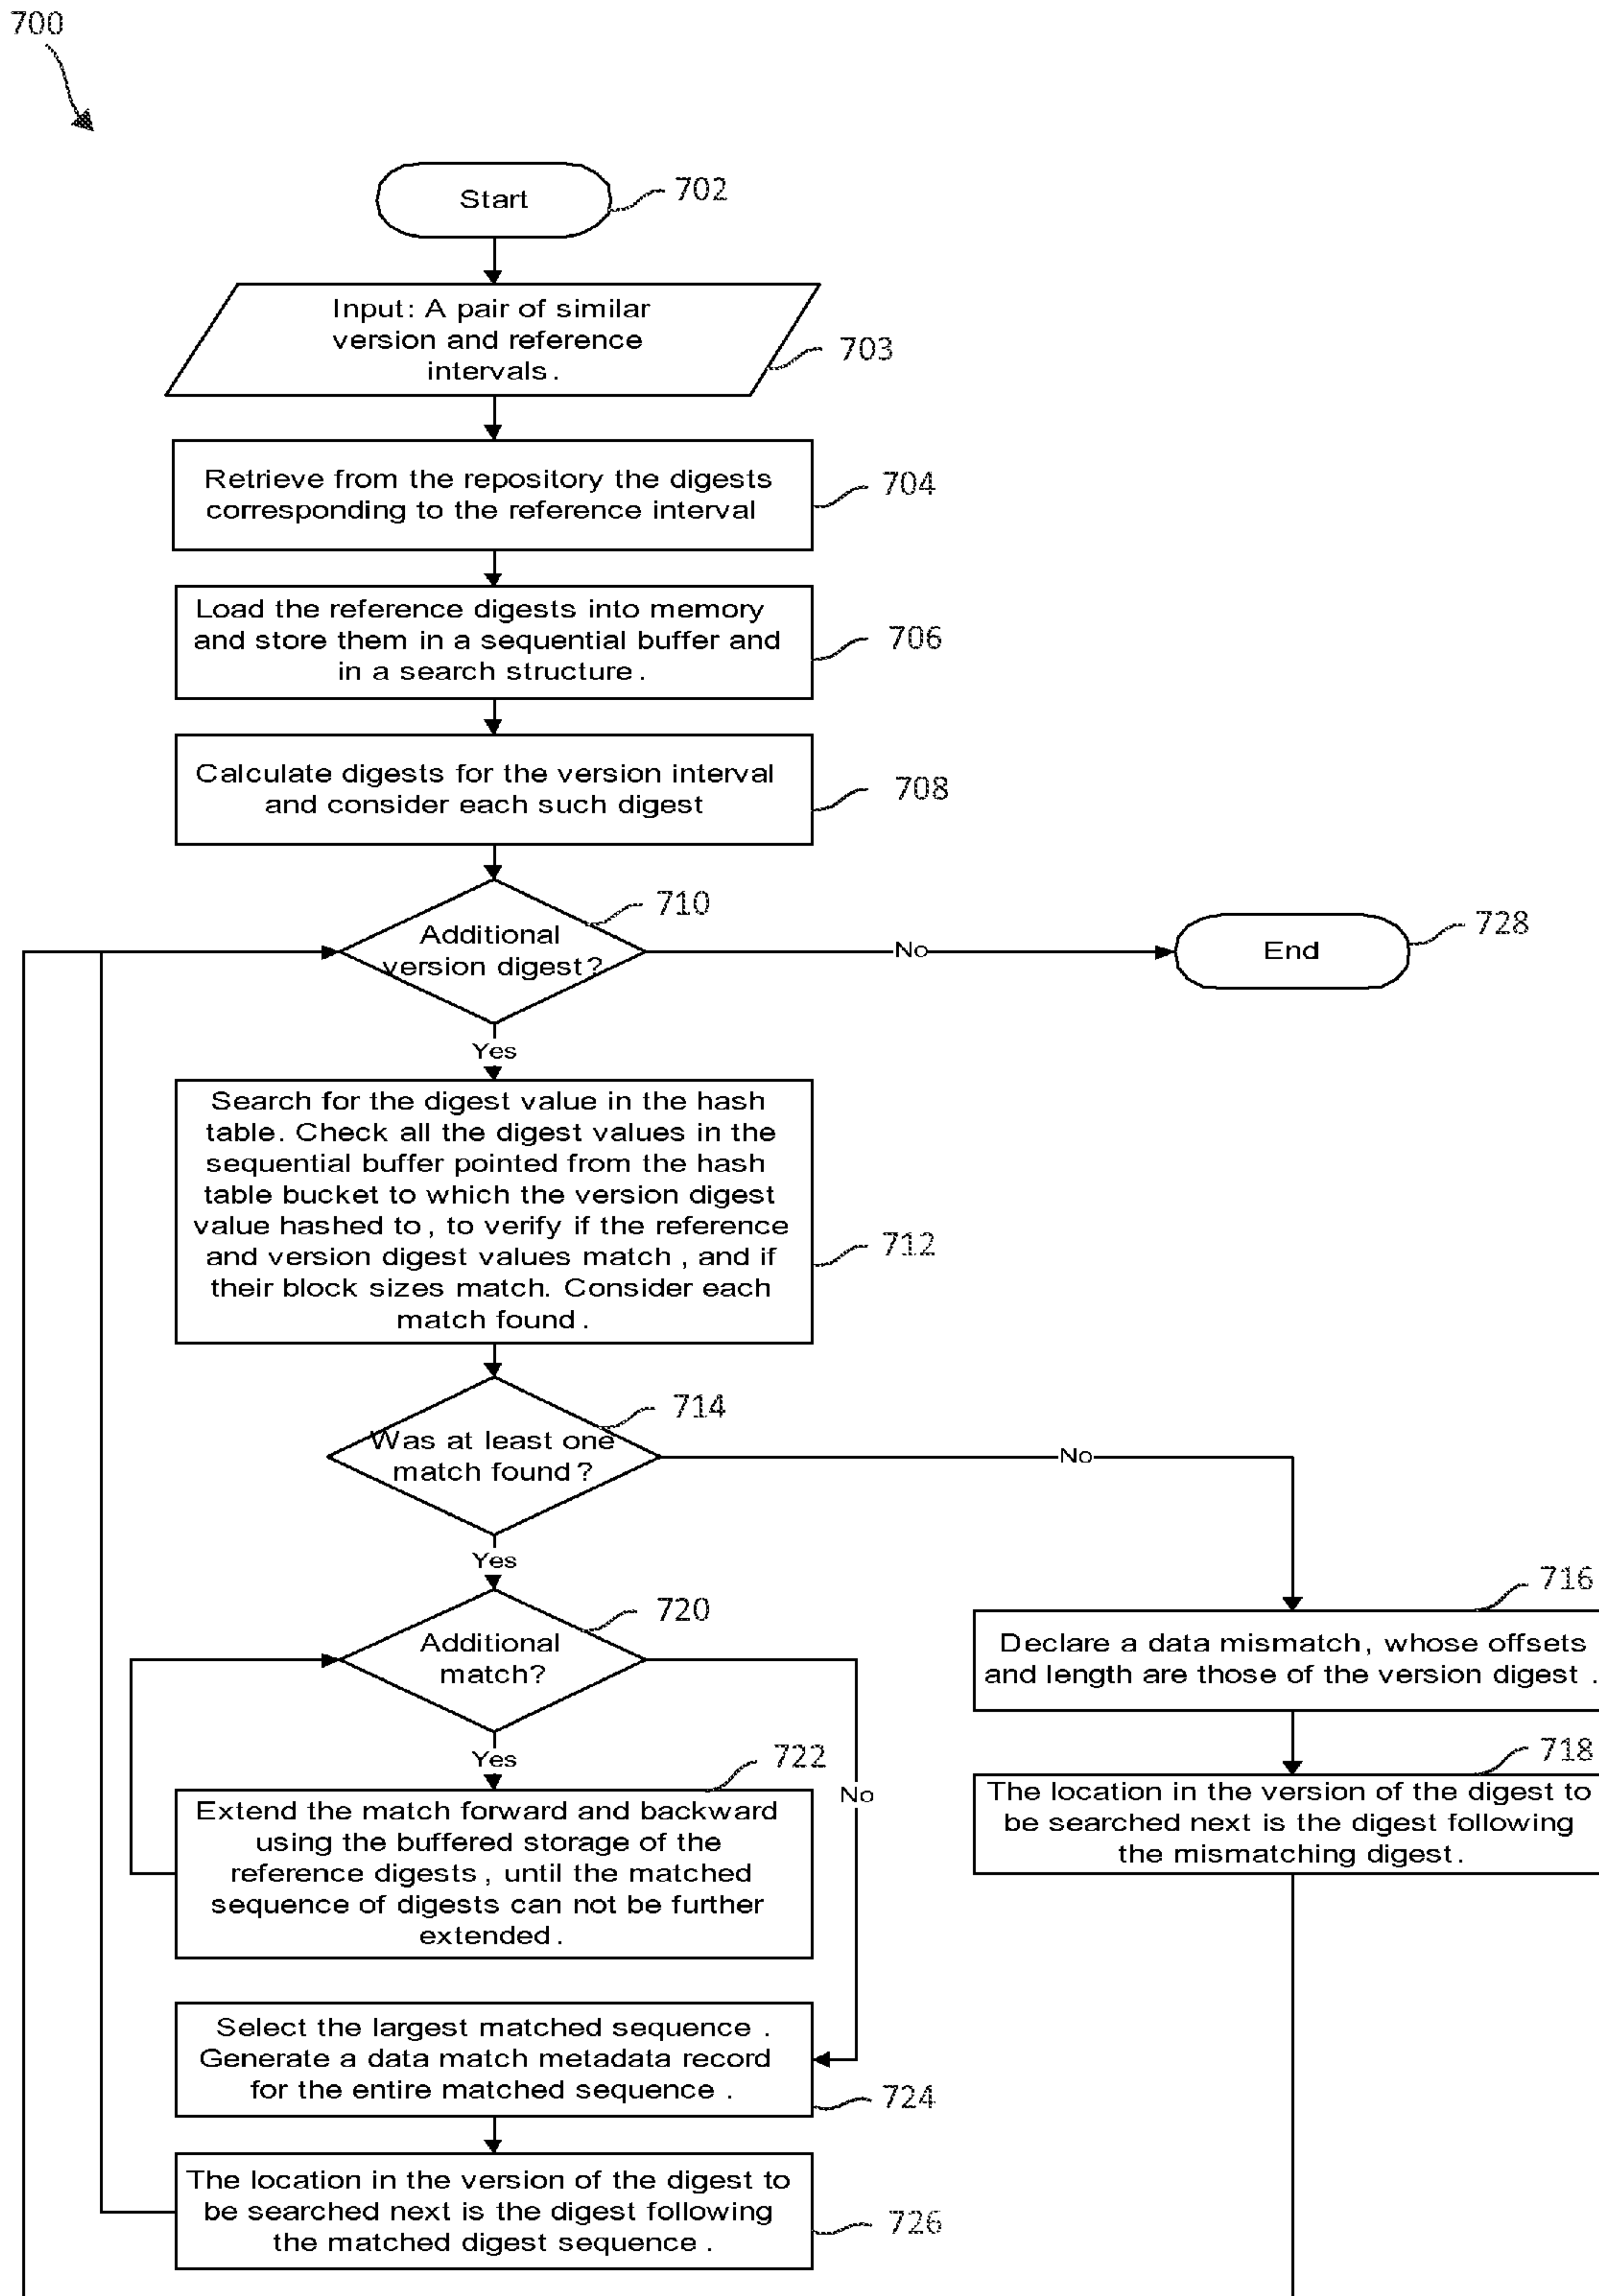 700
Start
702
Input: A pair of similar
version and reference
intervals.
703
Retrieve from the repository the digests
corresponding to the reference interval
704
Load the reference digests into memory
and store them in a sequential buffer and
in a search structure.
706
Calculate digests for the version interval
and consider each such digest
708
710
Additional
version digest?
No
End
728
Yes
Search for the digest value in the hash
table. Check all the digest values in the
sequential buffer pointed from the hash
table bucket to which the version digest
value hashed to, to verify if the reference
and version digest values match, and if
their block sizes match. Consider each
match found.
712
714
Was at least one
match found?
No
Yes
716
Declare a data mismatch, whose offsets
and length are those of the version digest.
718
The location in the version of the digest to
be searched next is the digest following
the mismatching digest.
720
Additional
match?
Yes
No
722
Extend the match forward and backward
using the buffered storage of the
reference digests, until the matched
sequence of digests can not be further
extended.
Select the largest matched sequence.
Generate a data match metadata record
for the entire matched sequence.
724
The location in the version of the digest to
be searched next is the digest following
the matched digest sequence.
726